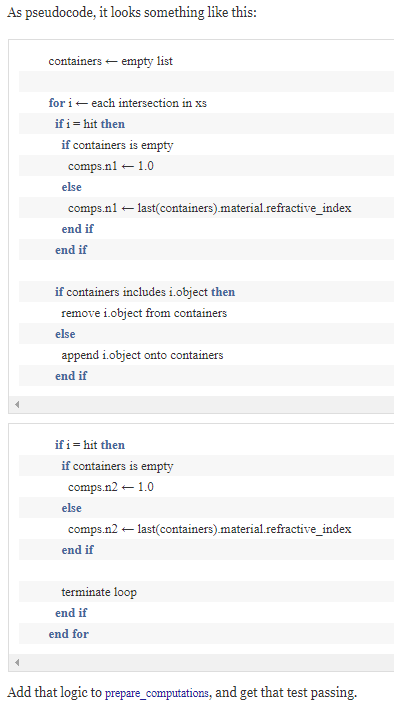 As pseudocode, it looks something like this:
containers ← empty list
for i ← each intersection in xs
if i = hit then
if containers is empty
comps.n1 ← 1.0
else
comps.n1 ← last(containers).material.refractive_index
end if
end if
if containers includes i.object then
remove i.object from containers
else
append i.object onto containers
end if
if i = hit then
if containers is empty
comps.n2 ← 1.0
else
comps.n2 ← last(containers).material.refractive_index
end if
terminate loop
end if
end for
Add that logic to prepare_computations, and get that test passing.